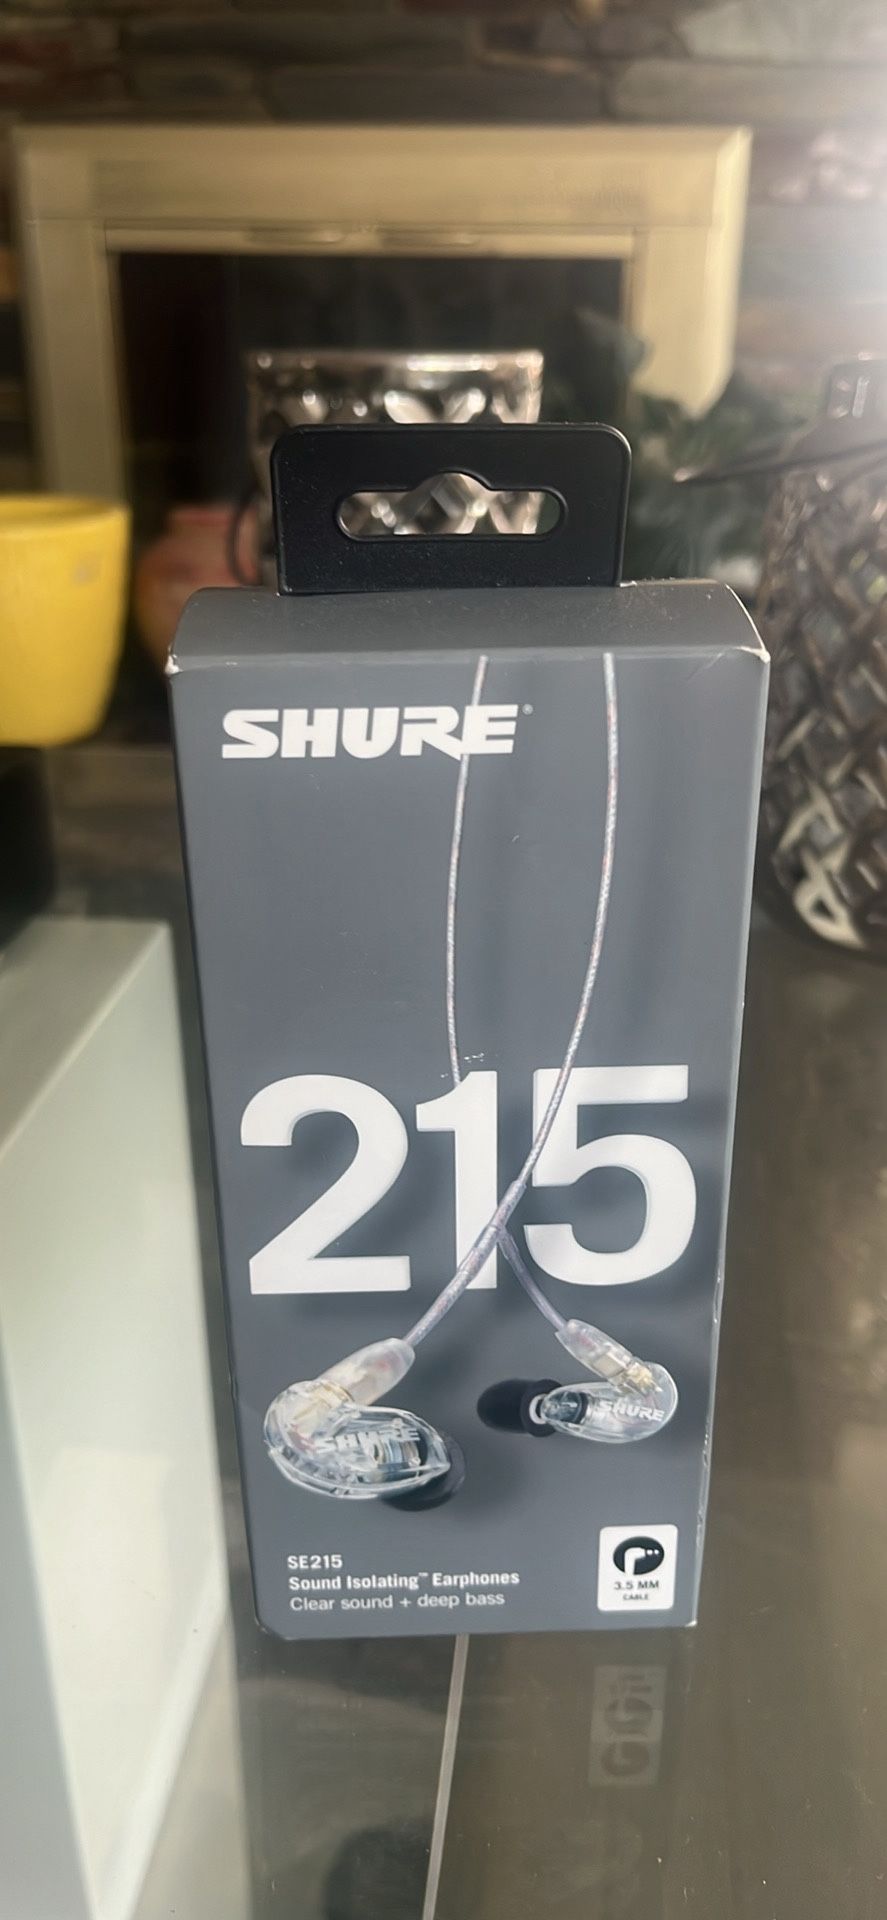 SHURE®
215
SHURE
SHURE
SE215
Sound Isolating™ Earphones
Clear sound + deep bass
3.5 MM
CABLE